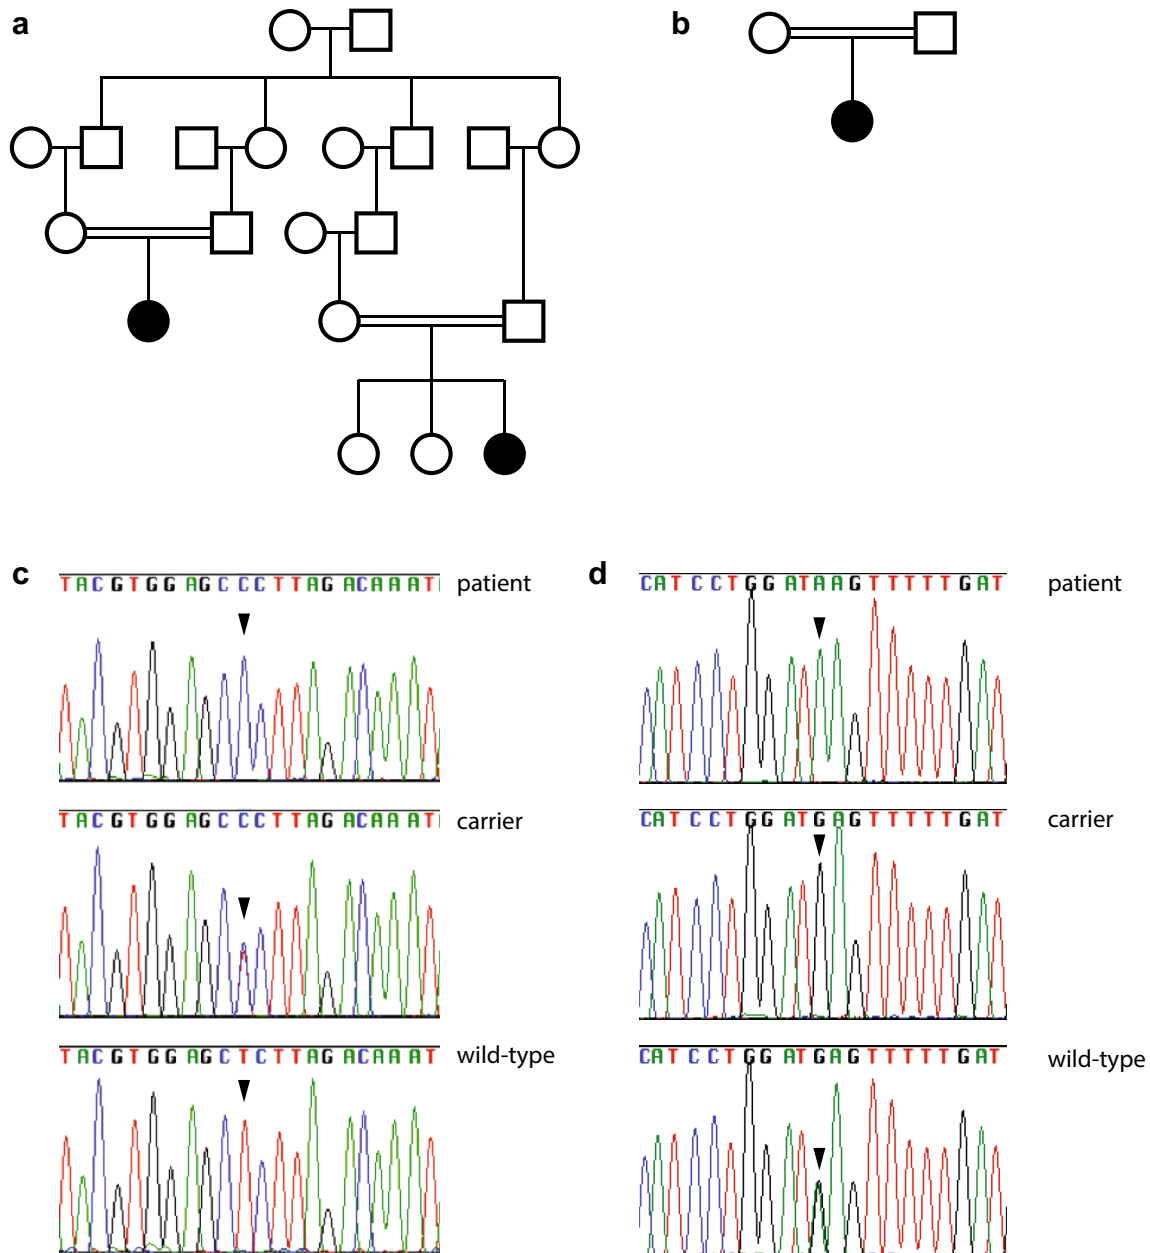 a
b
c
TACGTGGAGCCCTTAGACAAAT
patient
TACGTGGAGCCCTTAGACAAAT
carrier
TACGTGGAGCTCTTAGACAAAT
wild-type
d
CATCCTGGATAAGTTTTTGAT
patient
CATCCTGGATGAGTTTTTGAT
carrier
CATCCTGGATGAGTTTTTGAT
wild-type